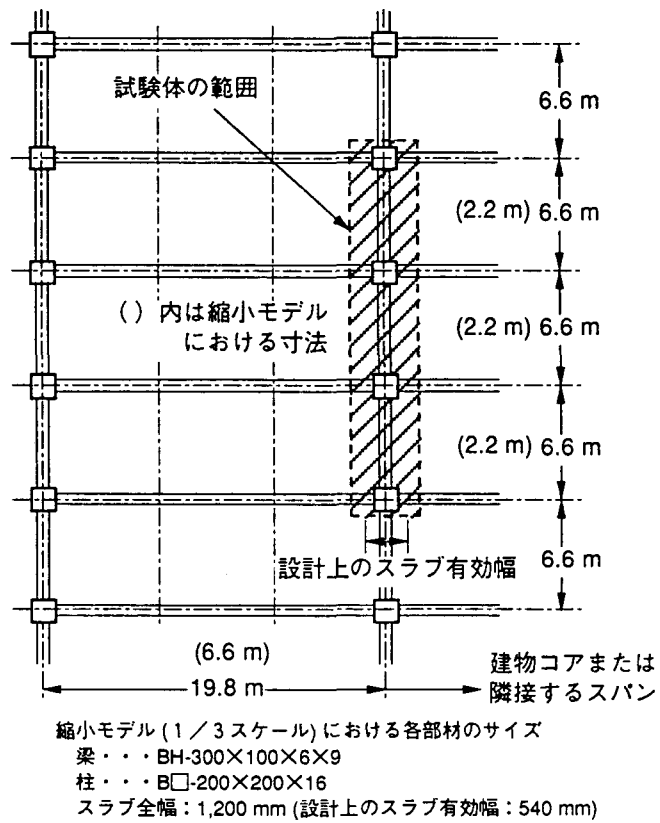 試験体の範囲
6.6 m
(2.2 m) 6.6 m
(2.2 m) 6.6 m
( ) 内は縮小モデル
における寸法
(2.2 m) 6.6 m
設計上のスラブ有効幅
6.6 m
(6.6 m)
19.8 m
建物コアまたは
隣接するスパン
縮小モデル (1／3スケール) における各部材のサイズ
梁・・・BH-300×100×6×9
柱・・・B□-200×200×16
スラブ全幅：1,200 mm (設計上のスラブ有効幅：540 mm)